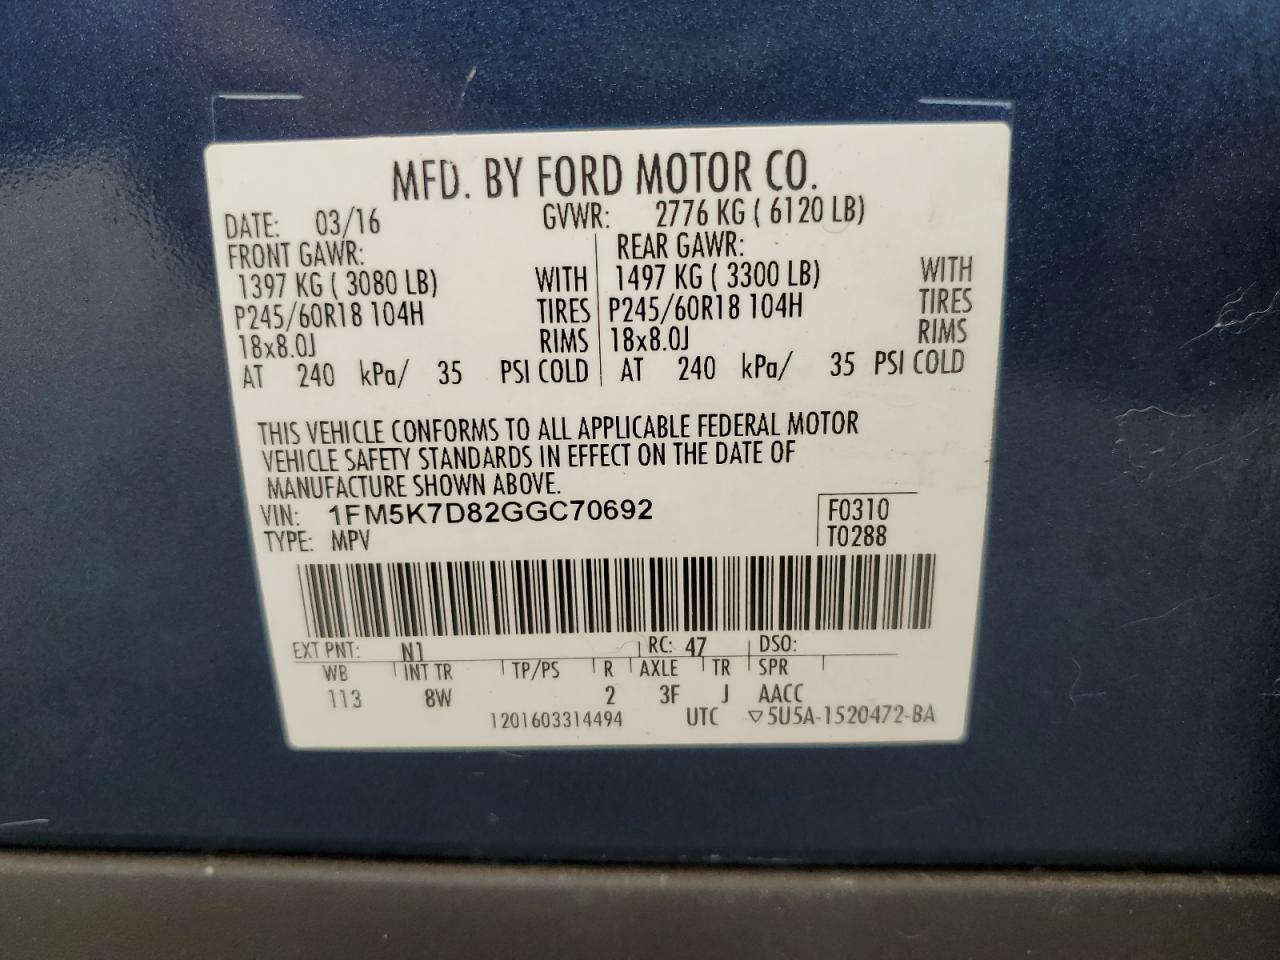 MFD. BY FORD MOTOR CO.
DATE: 03/16 GVWR: 2776 KG ( 6120 LB)
FRONT GAWR: REAR GAWR:
1397 KG ( 3080 LB) WITH 1497 KG ( 3300 LB) WITH
P245/60R18 104H TIRES P245/60R18 104H TIRES
18x8.0J RIMS 18x8.0J RIMS
AT 240 kPa/ 35 PSI COLD AT 240 kPa/ 35 PSI COLD
THIS VEHICLE CONFORMS TO ALL APPLICABLE FEDERAL MOTOR
VEHICLE SAFETY STANDARDS IN EFFECT ON THE DATE OF
MANUFACTURE SHOWN ABOVE.
VIN: 1FM5K7D82GGC70692 F0310
TYPE: MPV T0288
EXT PNT: N1 RC: 47 DSO:
WB INT TR TP/PS R AXLE TR SPR
113 8W 2 3F J AACC
1201603314494 UTC ▽5U5A-1520472-BA